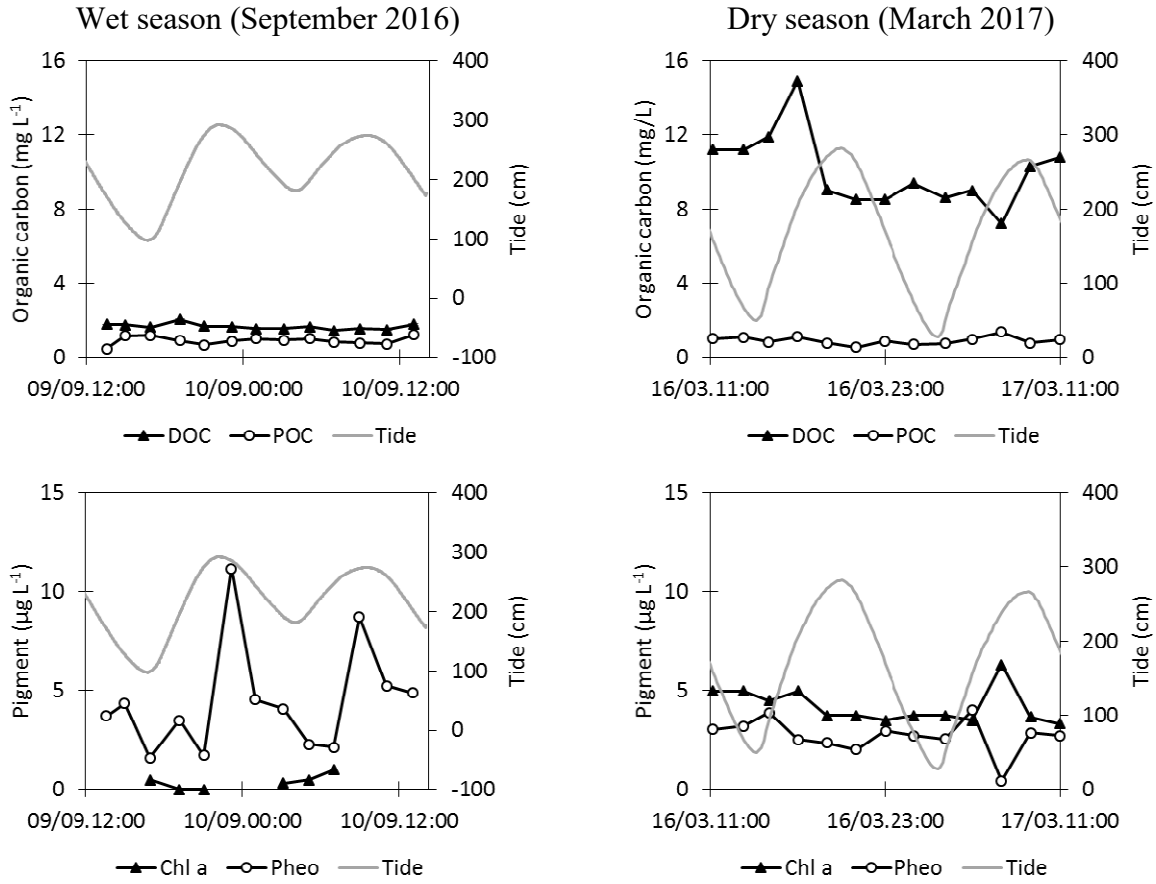 Wet season (September 2016)
Dry season (March 2017)
16
12
8
4
0
Organic carbon (mg L⁻¹)
400
300
200
100
0
-100
Tide (cm)
09/09.12:00 10/09.00:00 10/09.12:00
DOC POC Tide
16
12
8
4
0
Organic carbon (mg/L)
400
300
200
100
0
Tide (cm)
16/03.11:00 16/03.23:00 17/03.11:00
DOC POC Tide
15
10
5
0
Pigment (µg L⁻¹)
400
300
200
100
0
-100
Tide (cm)
09/09.12:00 10/09.00:00 10/09.12:00
Chl a Pheo Tide
15
10
5
0
Pigment (µg L⁻¹)
400
300
200
100
0
Tide (cm)
16/03.11:00 16/03.23:00 17/03.11:00
Chl a Pheo Tide